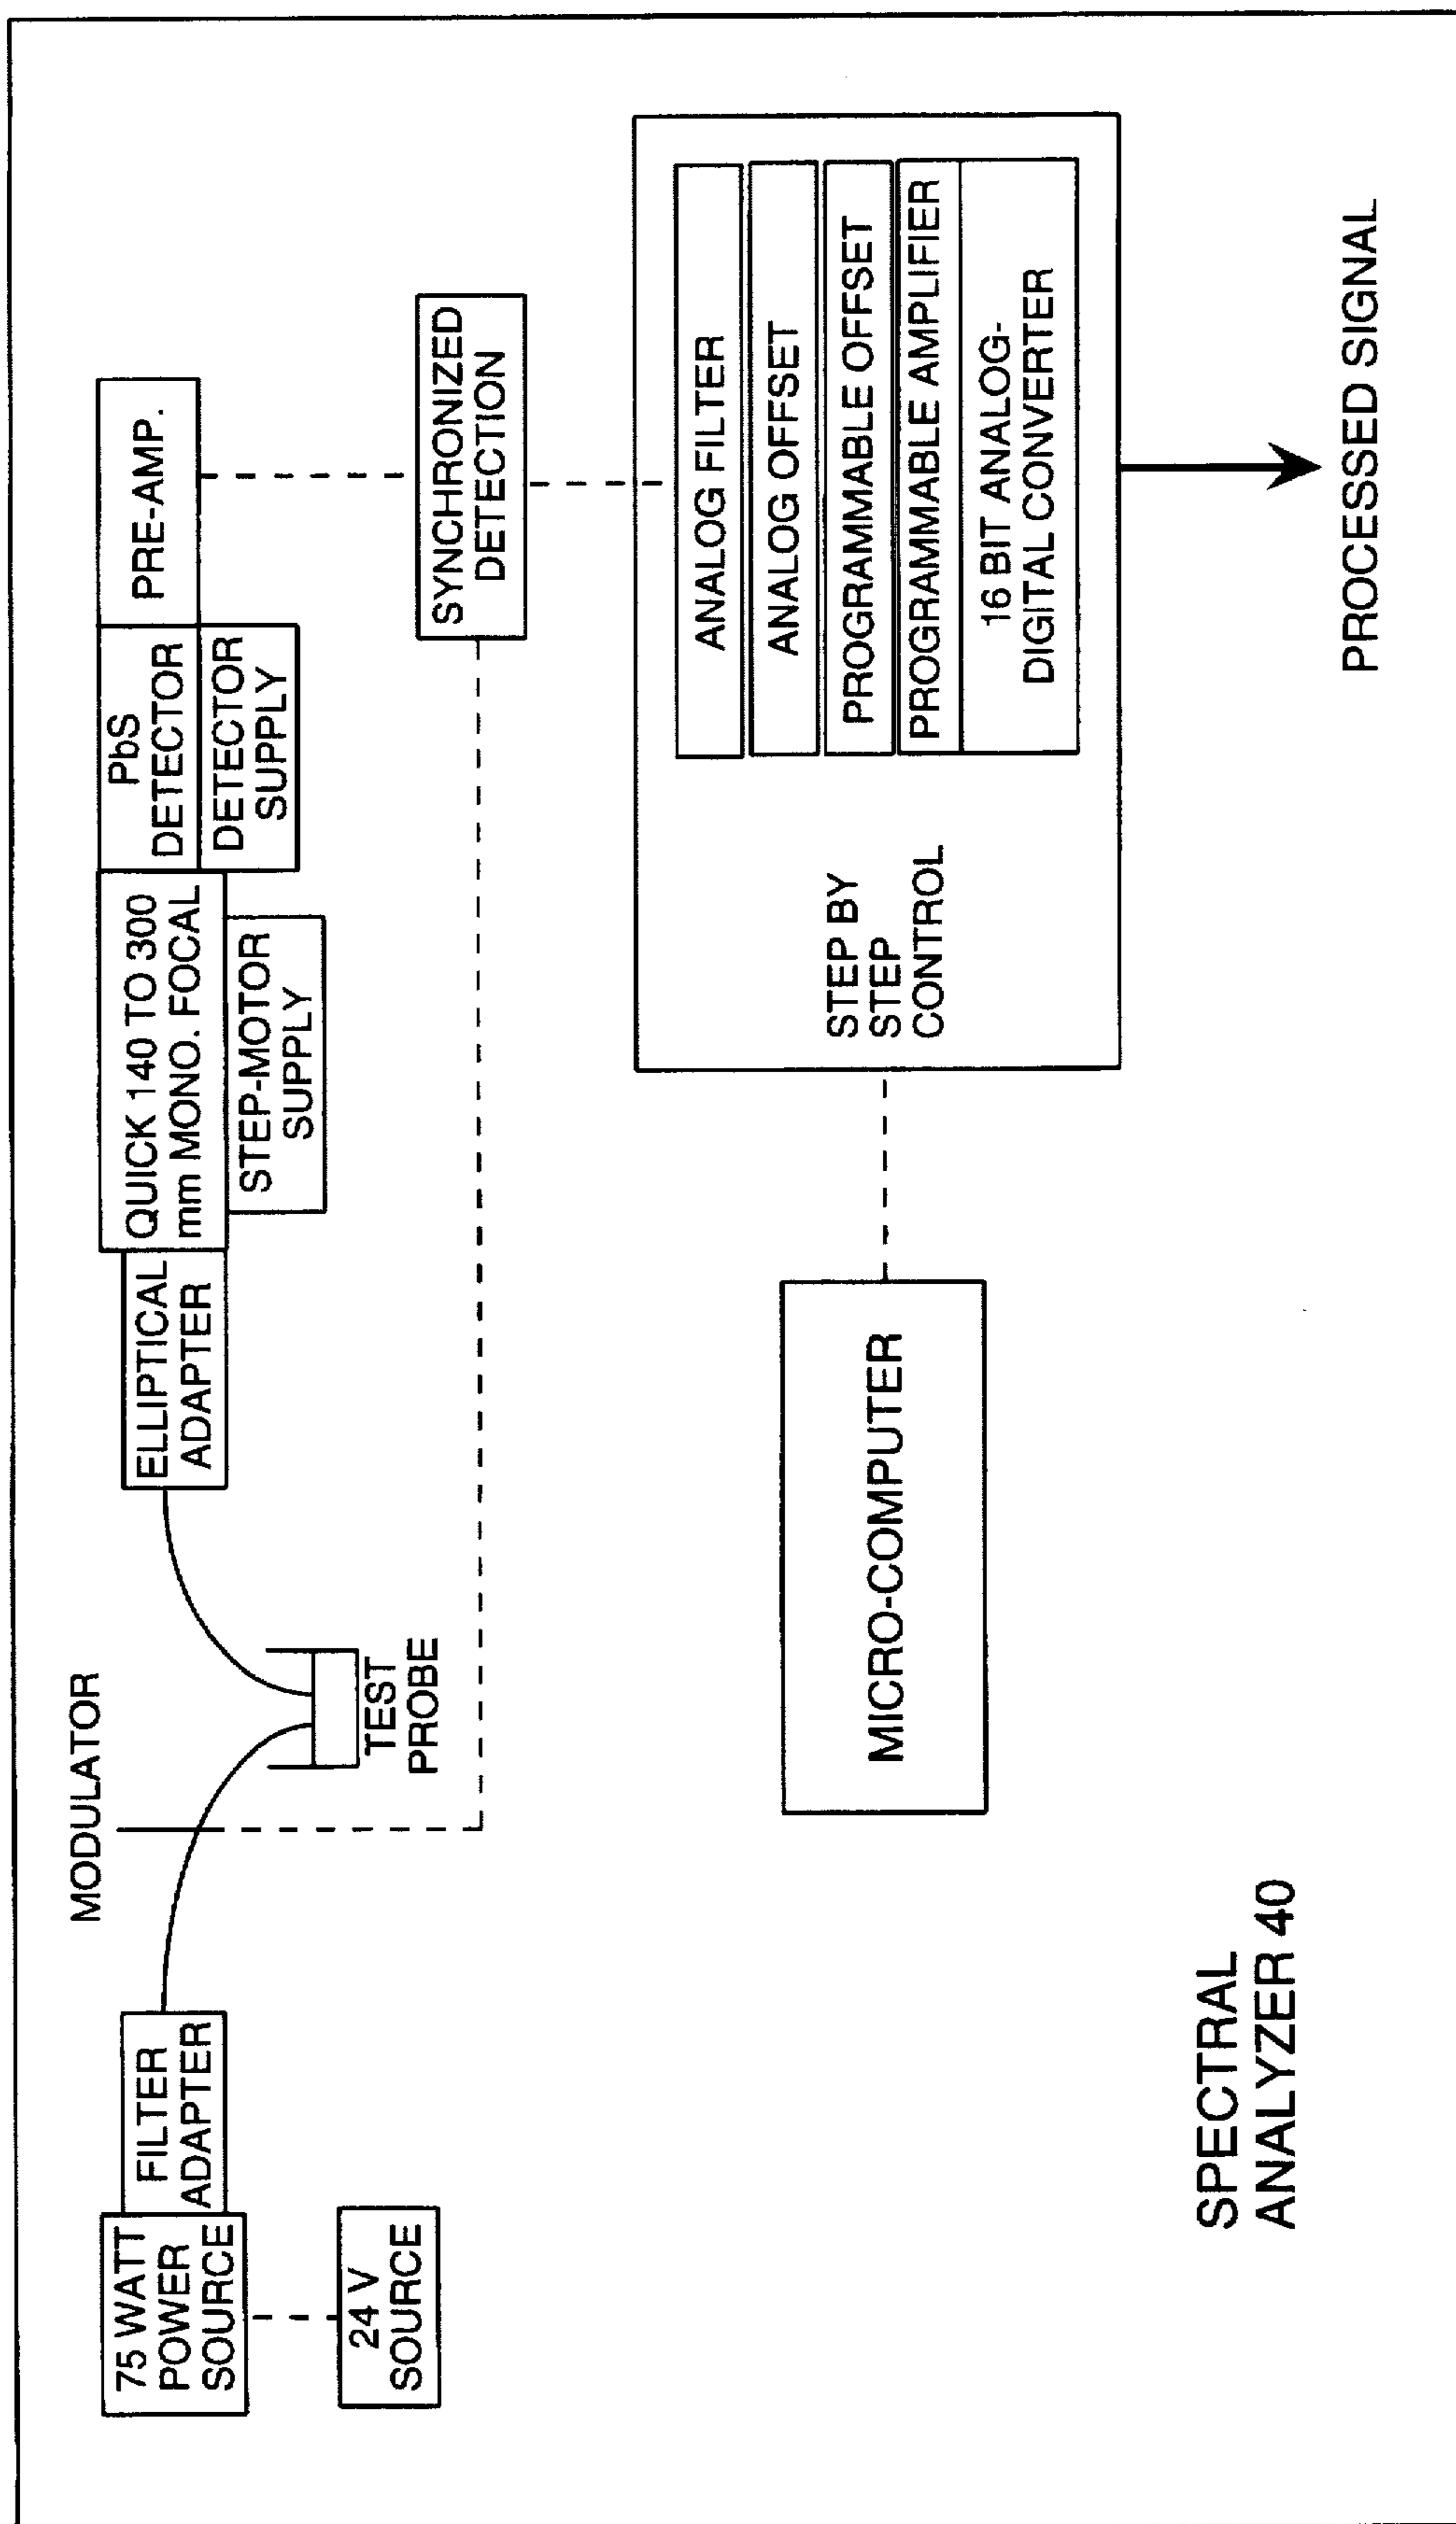 MODULATOR
75 WATT
POWER
SOURCE
FILTER
ADAPTER
24 V
SOURCE
TEST
PROBE
ELLIPTICAL
ADAPTER
QUICK 140 TO 300
mm MONO. FOCAL
STEP-MOTOR
SUPPLY
PbS
DETECTOR
DETECTOR
SUPPLY
PRE-AMP.
SYNCHRONIZED
DETECTION
MICRO-COMPUTER
STEP BY
STEP
CONTROL
ANALOG FILTER
ANALOG OFFSET
PROGRAMMABLE OFFSET
PROGRAMMABLE AMPLIFIER
16 BIT ANALOG-
DIGITAL CONVERTER
PROCESSED SIGNAL
SPECTRAL
ANALYZER 40